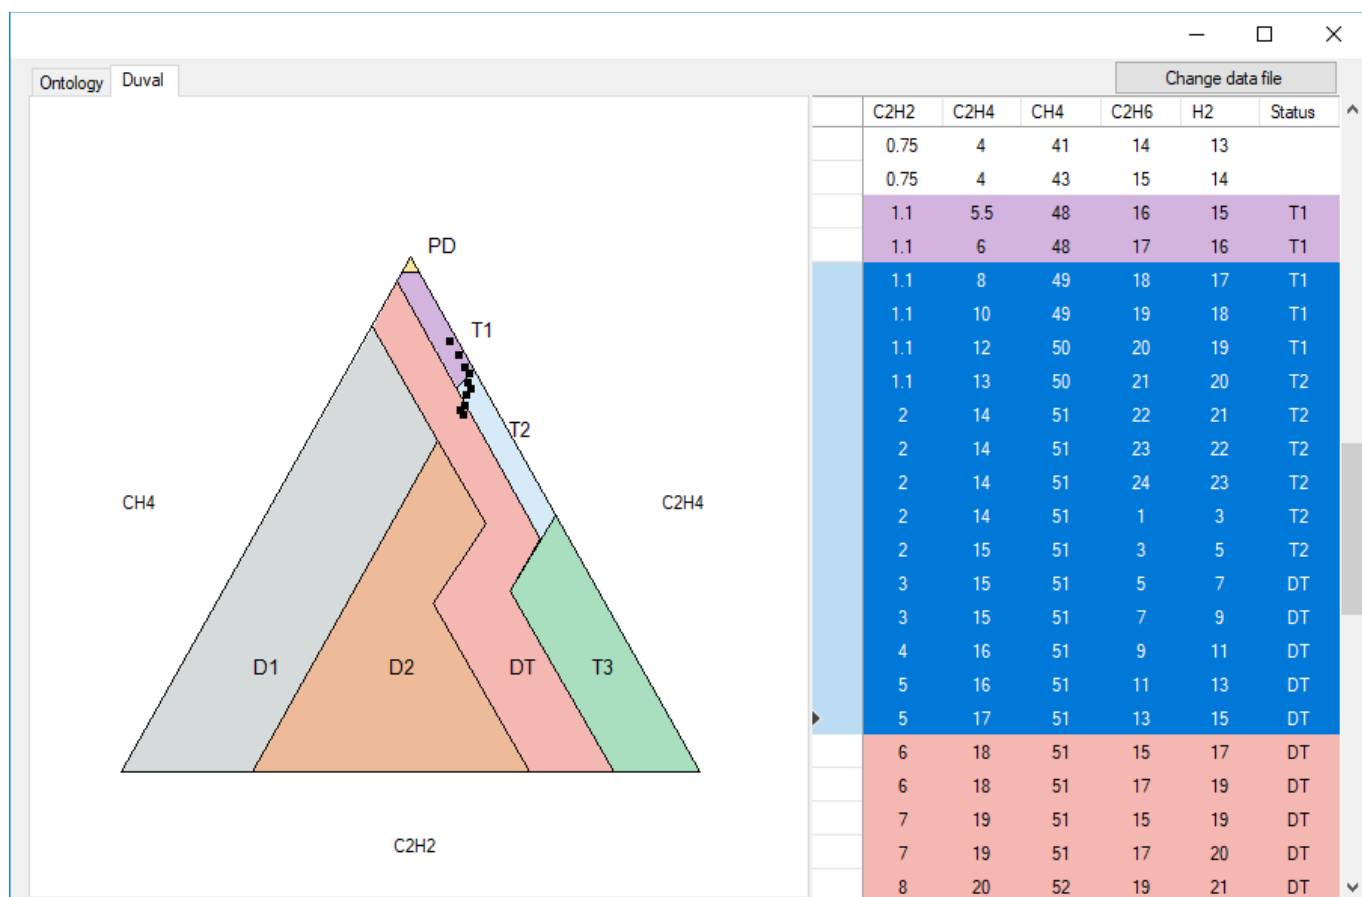 Ontology Duval Change data file
C2H2 C2H4 CH4 C2H6 H2 Status
0.75 4 41 14 13
0.75 4 43 15 14
1.1 5.5 48 16 15 T1
1.1 6 48 17 16 T1
1.1 8 49 18 17 T1
1.1 10 49 19 18 T1
1.1 12 50 20 19 T1
1.1 13 50 21 20 T2
2 14 51 22 21 T2
2 14 51 23 22 T2
2 14 51 24 23 T2
2 14 51 1 3 T2
2 15 51 3 5 T2
3 15 51 5 7 DT
3 15 51 7 9 DT
4 16 51 9 11 DT
5 16 51 11 13 DT
5 17 51 13 15 DT
6 18 51 15 17 DT
6 18 51 17 19 DT
7 19 51 15 19 DT
7 19 51 17 20 DT
8 20 52 19 21 DT
PD
T1
T2
CH4 C2H4
D1 D2 DT T3
C2H2